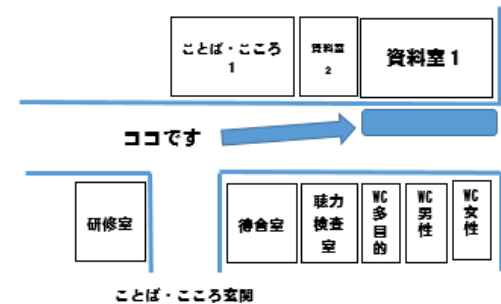 ことば・こころ
1
資料室
2
資料室1
ココです
研修室
待合室
聴力
検査
室
WC
多目的
WC
男性
WC
女性
ことば・こころ玄関